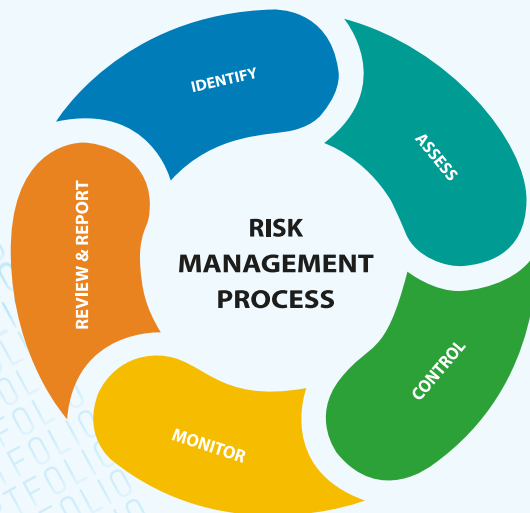 IDENTIFY
ASSESS
RISK
MANAGEMENT
PROCESS
REVIEW & REPORT
CONTROL
MONITOR